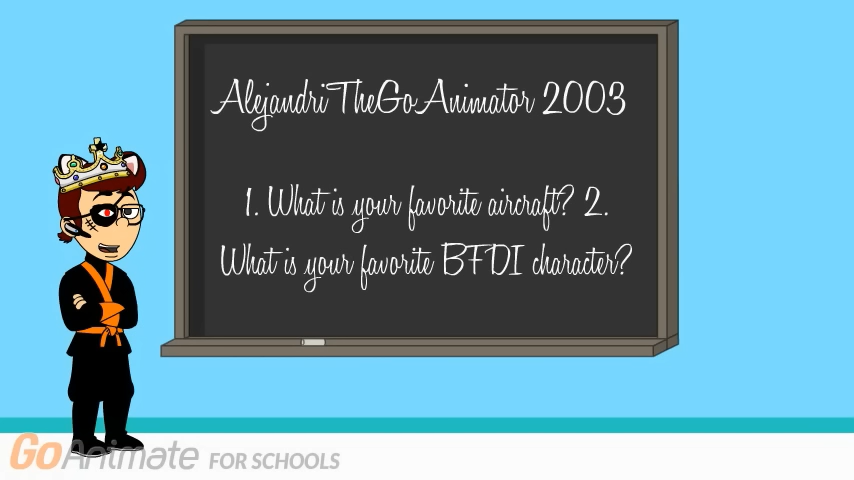 AlejandriTheGoAnimator 2003
1. What is your favorite aircraft? 2.
What is your favorite BFDI character?
GoAnimate FOR SCHOOLS